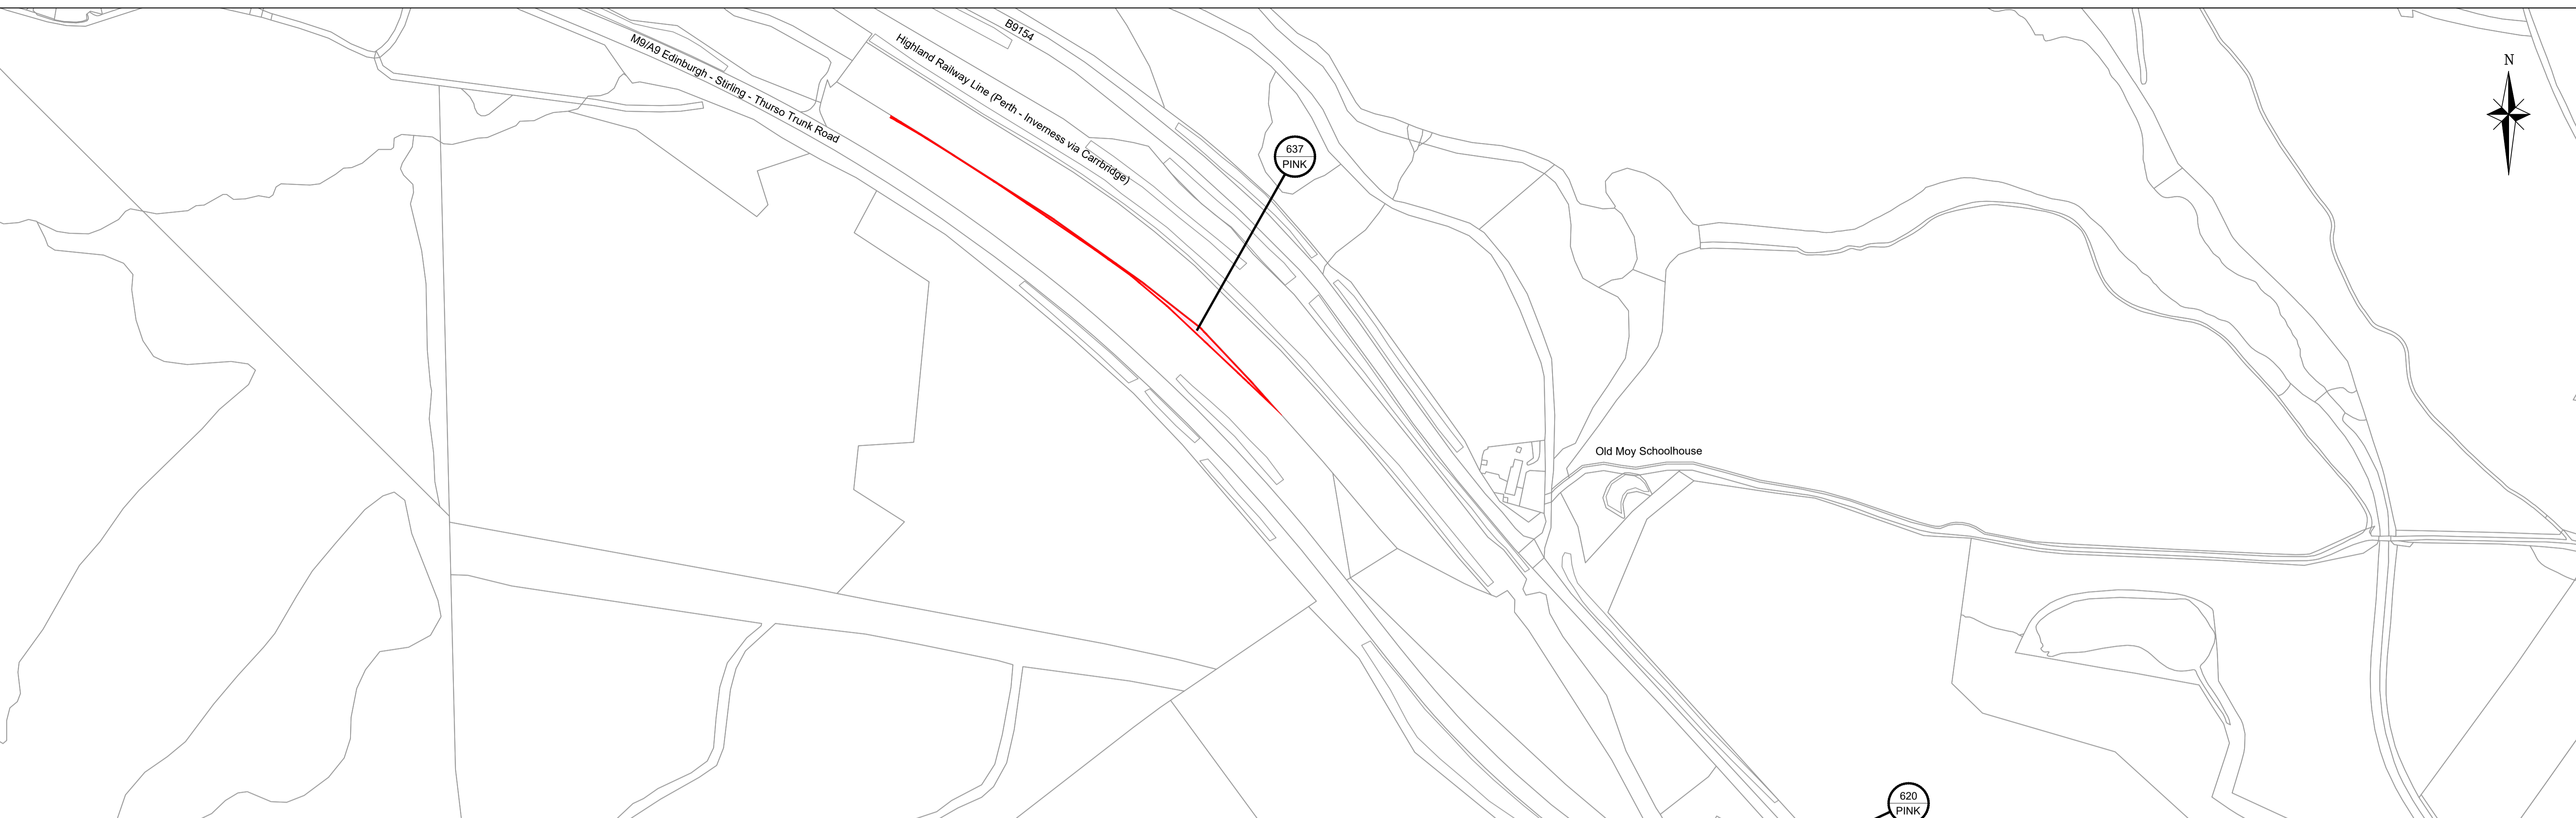 B9154
M9/A9 Edinburgh - Stirling - Thurso Trunk Road
Highland Railway Line (Perth - Inverness via Carrbridge)
N
637
PINK
Old Moy Schoolhouse
620
PINK